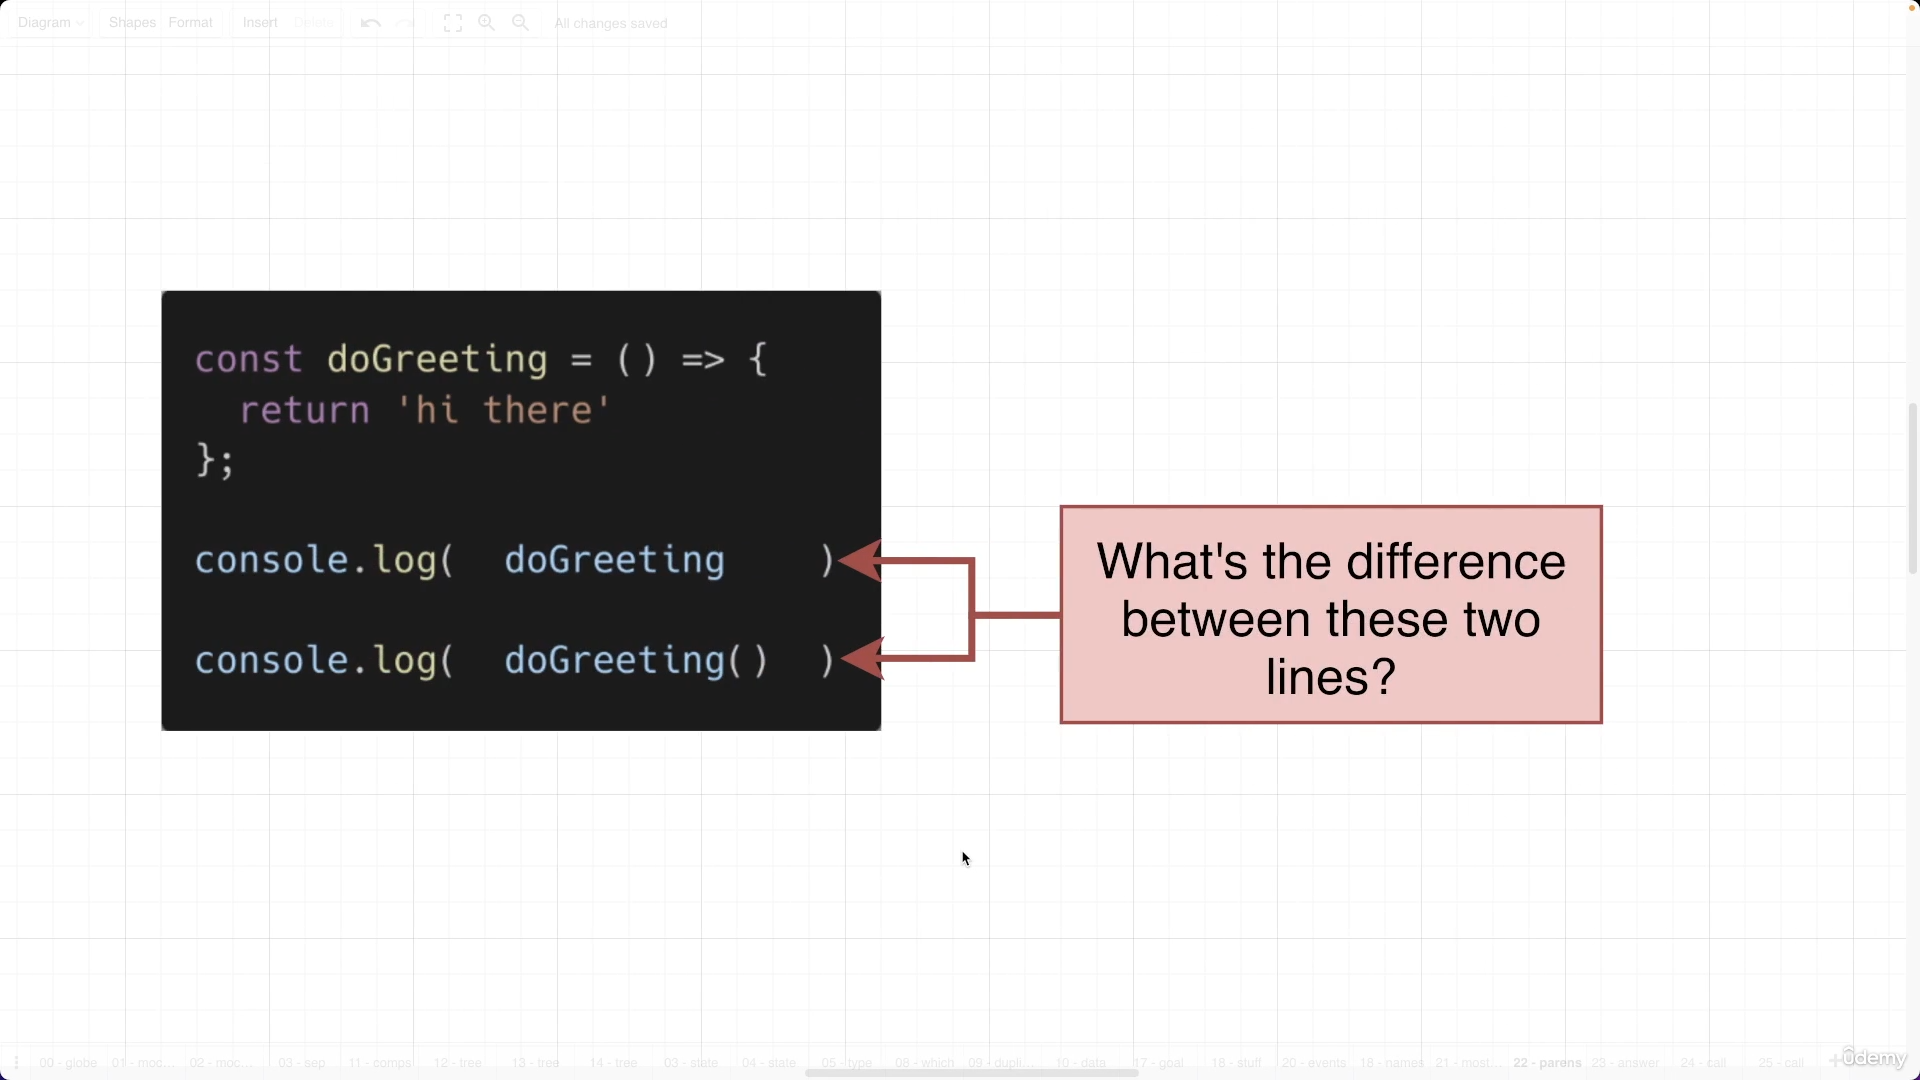 Diagram
Shapes Format
Insert Delete
All changes saved
const doGreeting = () => {
  return 'hi there'
};
console.log(  doGreeting    )
console.log(  doGreeting()  )
What's the difference
between these two
lines?
00 - globe 01 - moc... 02 - moc... 03 - sep 11 - comps 12 - tree 13 - tree 14 - tree 03 - state 04 - state 05 - type 08 - which 09 - dupli... 10 - data 17 - goal 16 - stuff 20 - events 18 - names 21 - most... 22 - parens 23 - answer 24 - call 25 - call
ûdemy